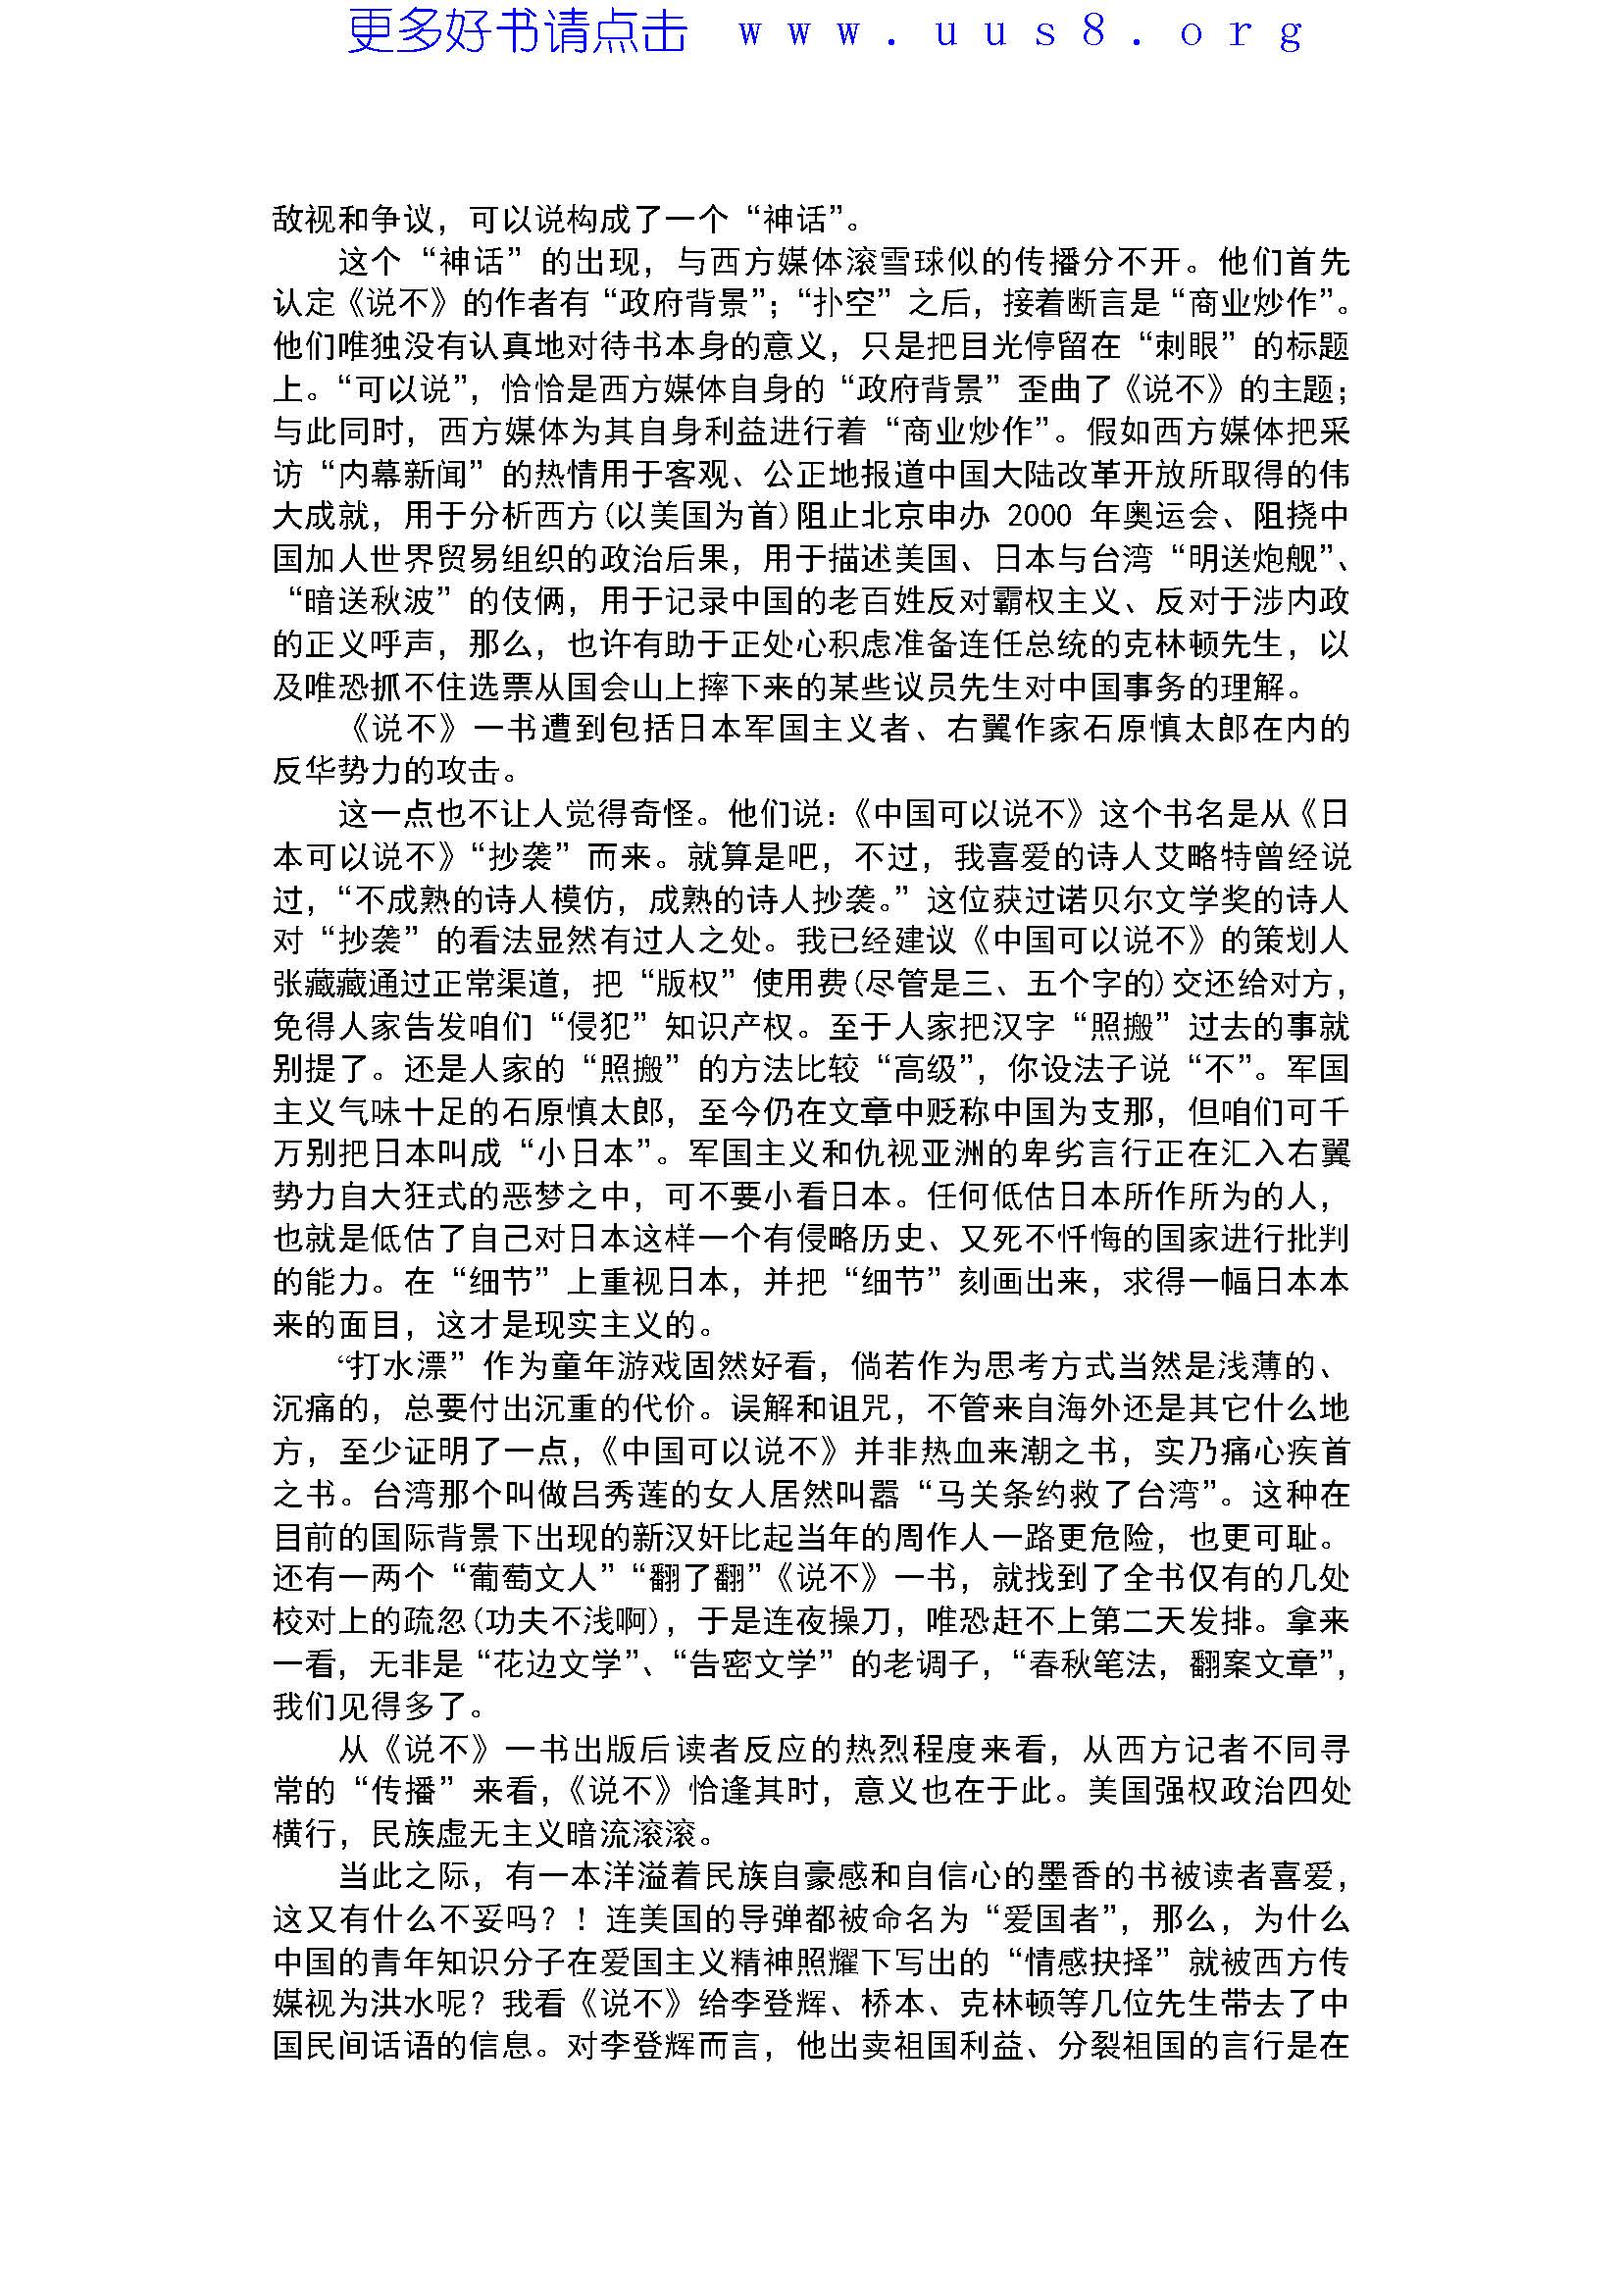 更多好书请点击 www.uus8.org
敌视和争议，可以说构成了一个“神话”。
这个“神话”的出现，与西方媒体滚雪球似的传播分不开。他们首先
认定《说不》的作者有“政府背景”；“扑空”之后，接着断言是“商业炒作”。
他们唯独没有认真地对待书本身的意义，只是把目光停留在“刺眼”的标题
上。“可以说”，恰恰是西方媒体自身的“政府背景”歪曲了《说不》的主题；
与此同时，西方媒体为其自身利益进行着“商业炒作”。假如西方媒体把采
访“内幕新闻”的热情用于客观、公正地报道中国大陆改革开放所取得的伟
大成就，用于分析西方(以美国为首)阻止北京申办 2000 年奥运会、阻挠中
国加人世界贸易组织的政治后果，用于描述美国、日本与台湾“明送炮舰”、
“暗送秋波”的伎俩，用于记录中国的老百姓反对霸权主义、反对于涉内政
的正义呼声，那么，也许有助于正处心积虑准备连任总统的克林顿先生，以
及唯恐抓不住选票从国会山上摔下来的某些议员先生对中国事务的理解。
《说不》一书遭到包括日本军国主义者、右翼作家石原慎太郎在内的
反华势力的攻击。
这一点也不让人觉得奇怪。他们说：《中国可以说不》这个书名是从《日
本可以说不》“抄袭”而来。就算是吧，不过，我喜爱的诗人艾略特曾经说
过，“不成熟的诗人模仿，成熟的诗人抄袭。”这位获过诺贝尔文学奖的诗人
对“抄袭”的看法显然有过人之处。我已经建议《中国可以说不》的策划人
张藏藏通过正常渠道，把“版权”使用费(尽管是三、五个字的)交还给对方，
免得人家告发咱们“侵犯”知识产权。至于人家把汉字“照搬”过去的事就
别提了。还是人家的“照搬”的方法比较“高级”，你设法子说“不”。军国
主义气味十足的石原慎太郎，至今仍在文章中贬称中国为支那，但咱们可千
万别把日本叫成“小日本”。军国主义和仇视亚洲的卑劣言行正在汇入右翼
势力自大狂式的恶梦之中，可不要小看日本。任何低估日本所作所为的人，
也就是低估了自己对日本这样一个有侵略历史、又死不忏悔的国家进行批判
的能力。在“细节”上重视日本，并把“细节”刻画出来，求得一幅日本本
来的面目，这才是现实主义的。
“打水漂”作为童年游戏固然好看，倘若作为思考方式当然是浅薄的、
沉痛的，总要付出沉重的代价。误解和诅咒，不管来自海外还是其它什么地
方，至少证明了一点，《中国可以说不》并非热血来潮之书，实乃痛心疾首
之书。台湾那个叫做吕秀莲的女人居然叫嚣“马关条约救了台湾”。这种在
目前的国际背景下出现的新汉奸比起当年的周作人一路更危险，也更可耻。
还有一两个“葡萄文人”“翻了翻”《说不》一书，就找到了全书仅有的几处
校对上的疏忽(功夫不浅啊)，于是连夜操刀，唯恐赶不上第二天发排。拿来
一看，无非是“花边文学”、“告密文学”的老调子，“春秋笔法，翻案文章”，
我们见得多了。
从《说不》一书出版后读者反应的热烈程度来看，从西方记者不同寻
常的“传播”来看，《说不》恰逢其时，意义也在于此。美国强权政治四处
横行，民族虚无主义暗流滚滚。
当此之际，有一本洋溢着民族自豪感和自信心的墨香的书被读者喜爱，
这又有什么不妥吗？！连美国的导弹都被命名为“爱国者”，那么，为什么
中国的青年知识分子在爱国主义精神照耀下写出的“情感抉择”就被西方传
媒视为洪水呢？我看《说不》给李登辉、桥本、克林顿等几位先生带去了中
国民间话语的信息。对李登辉而言，他出卖祖国利益、分裂祖国的言行是在